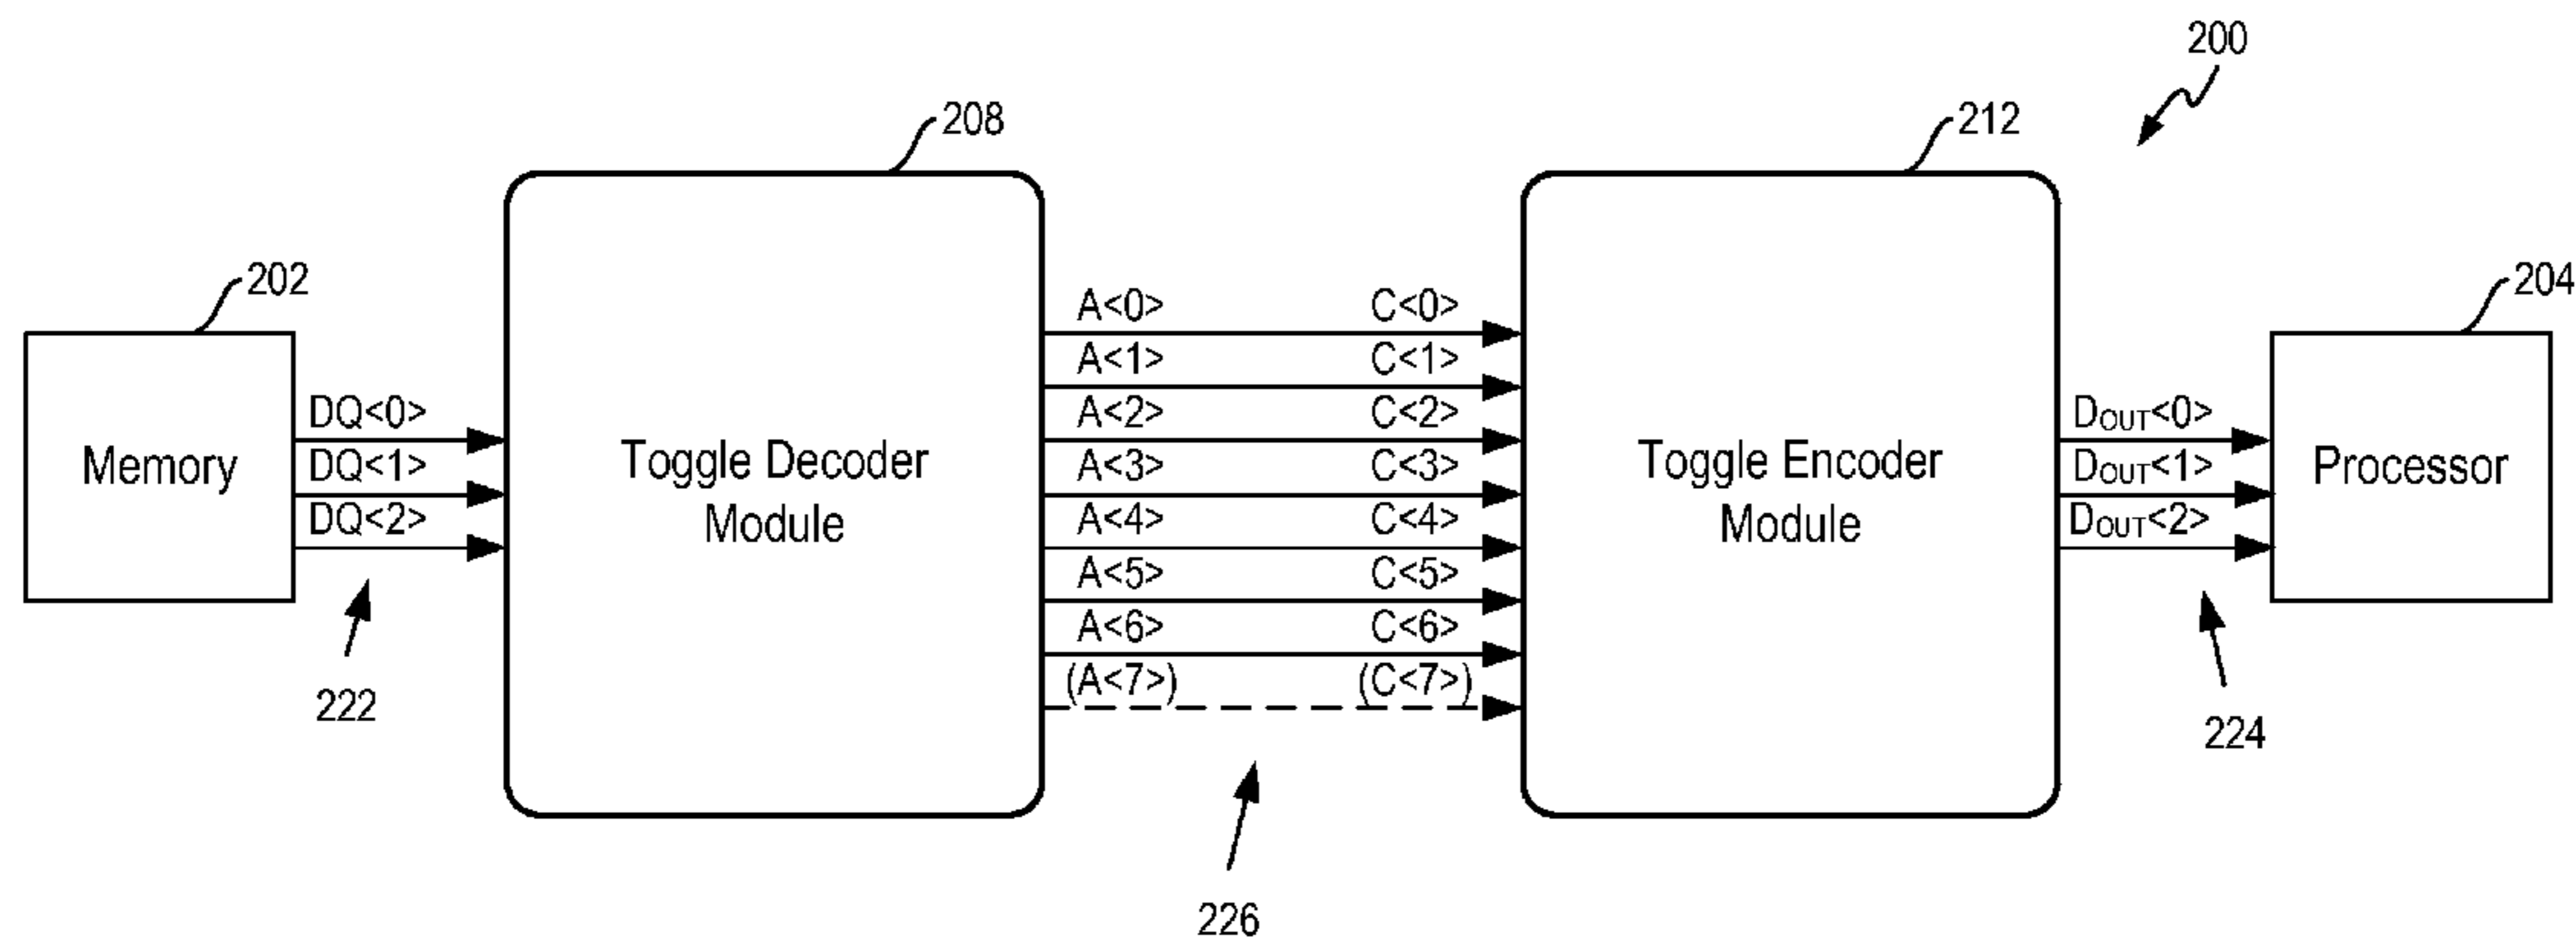 200
208
212
202
204
A<0> C<0>
A<1> C<1>
DQ<0> A<2> C<2> DOUT<0>
Memory DQ<1> Toggle Decoder A<3> C<3> Toggle Encoder DOUT<1> Processor
DQ<2> Module A<4> C<4> Module DOUT<2>
A<5> C<5>
A<6> C<6>
(A<7>) (C<7>)
222
224
226